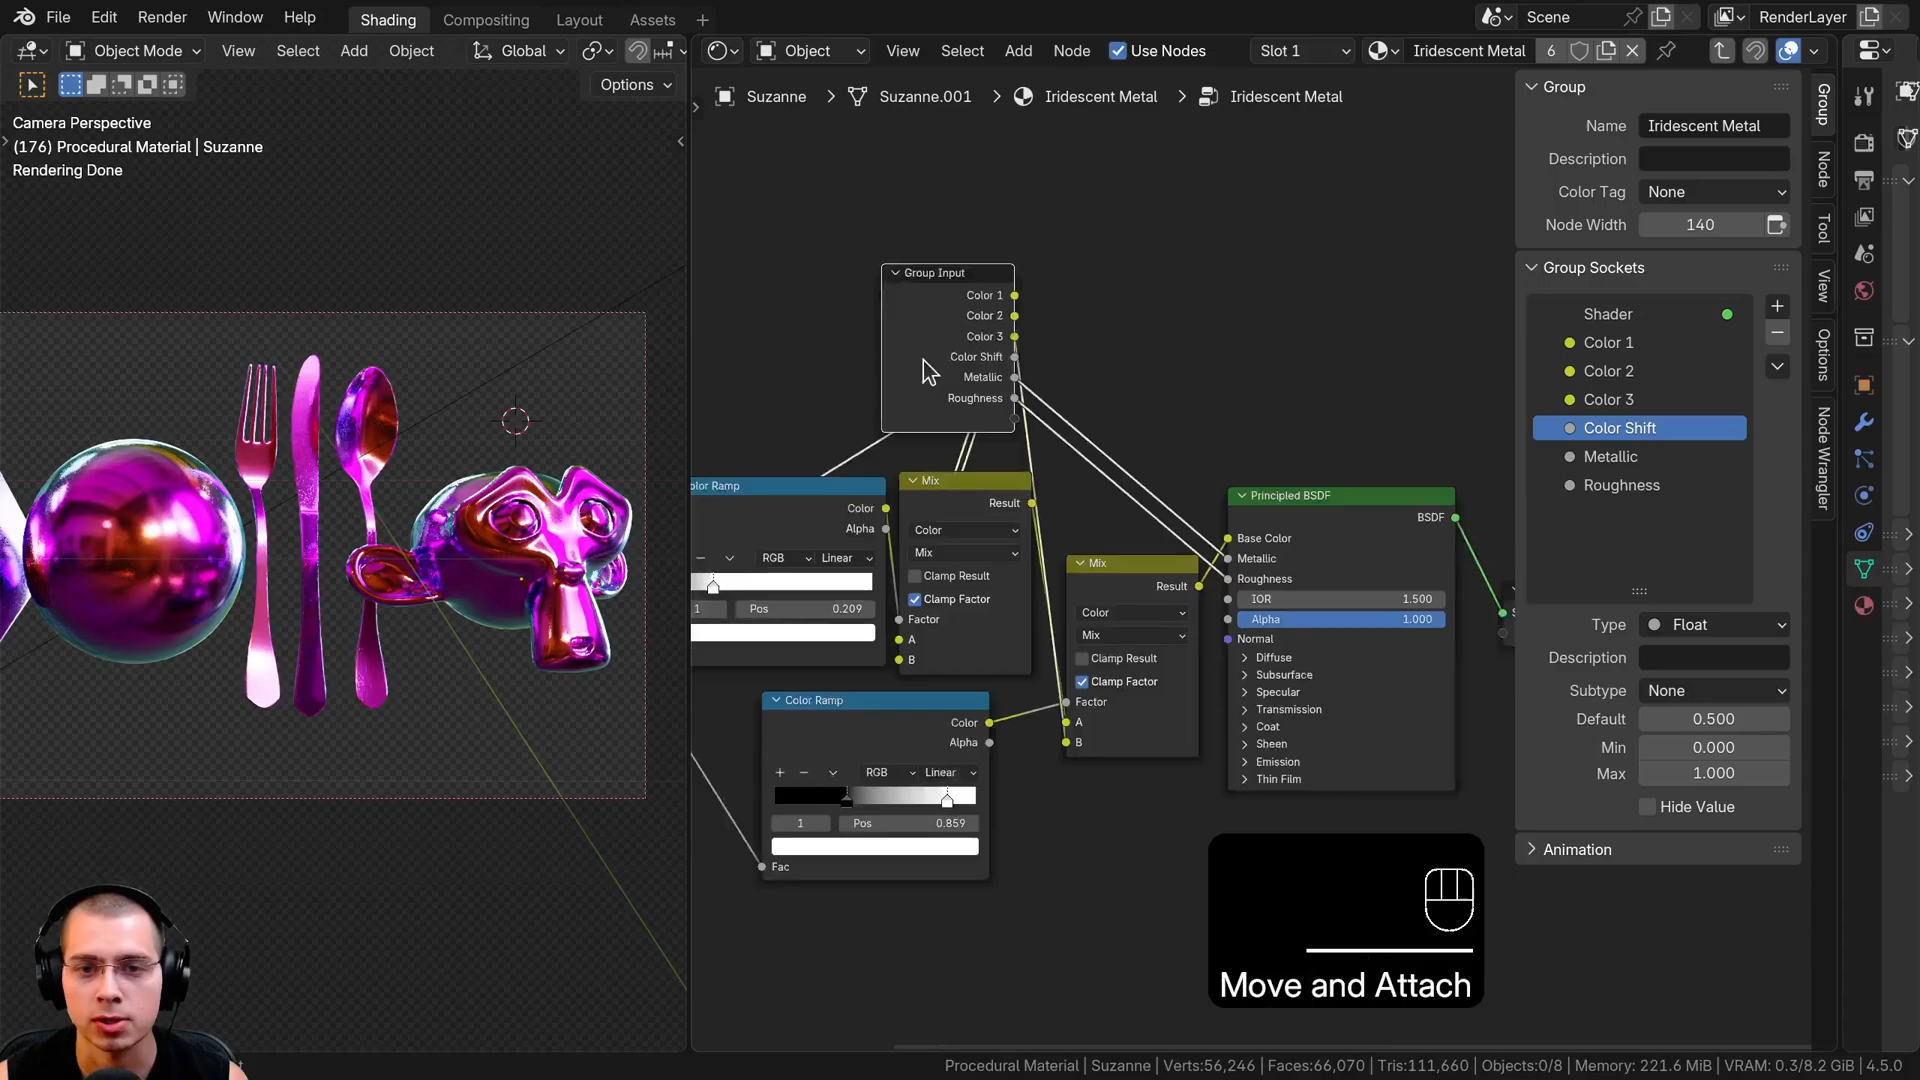 File Edit Render Window Help Shading Compositing Layout Assets + Scene RenderLayer
Object Mode View Select Add Object Global
Object View Select Add Node Use Nodes Slot 1 Iridescent Metal 6
Options
Suzanne > Suzanne.001 > Iridescent Metal > Iridescent Metal
Camera Perspective
(176) Procedural Material | Suzanne
Rendering Done
Group Input
Color 1
Color 2
Color 3
Color Shift
Metallic
Roughness
olor Ramp
Color
Alpha
RGB Linear
1 Pos 0.209
Mix
Result
Color
Mix
Clamp Result
Clamp Factor
Factor
A
B
Color Ramp
Color
Alpha
RGB Linear
1 Pos 0.859
Fac
Mix
Result
Color
Mix
Clamp Result
Clamp Factor
Factor
A
B
Principled BSDF
BSDF
Base Color
Metallic
Roughness
IOR 1.500
Alpha 1.000
Normal
Diffuse
Subsurface
Specular
Transmission
Coat
Sheen
Emission
Thin Film
Move and Attach
Group
Name Iridescent Metal
Description
Color Tag None
Node Width 140
Group Sockets
Shader
Color 1
Color 2
Color 3
Color Shift
Metallic
Roughness
Type Float
Description
Subtype None
Default 0.500
Min 0.000
Max 1.000
Hide Value
Animation
Group
Node
Tool
View
Options
Node Wrangler
Procedural Material | Suzanne | Verts:56,246 | Faces:66,070 | Tris:111,660 | Objects:0/8 | Memory: 221.6 MiB | VRAM: 0.3/8.2 GiB | 4.5.0